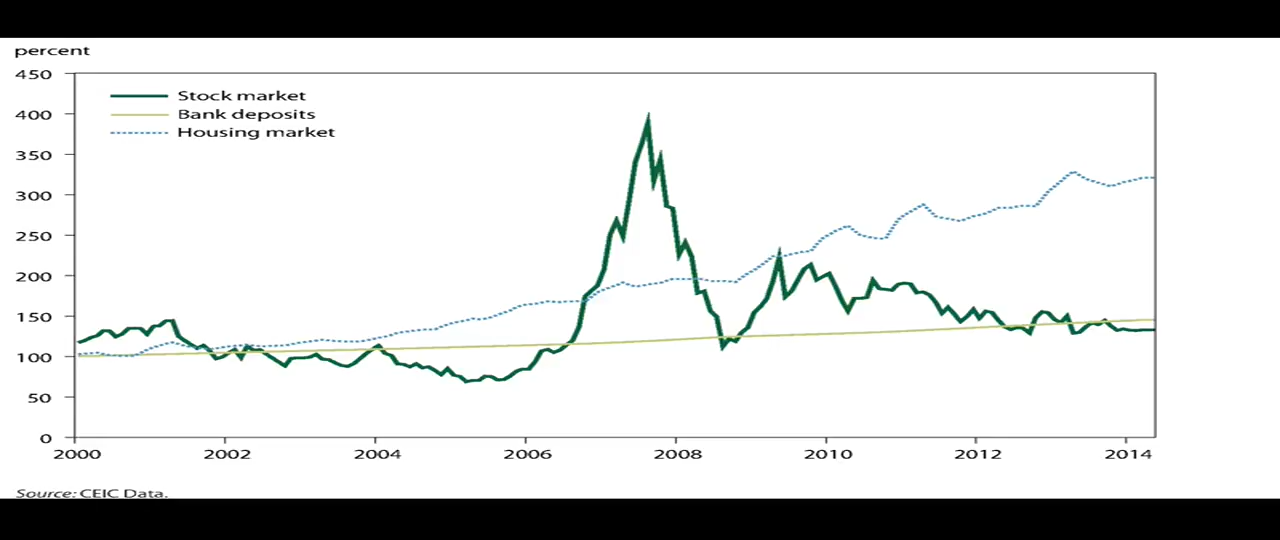 percent
450
Stock market
400
Bank deposits
Housing market
350
300
250
200
150
100
50
0
2000 2002 2004 2006 2008 2010 2012 2014
Source: CEIC Data.